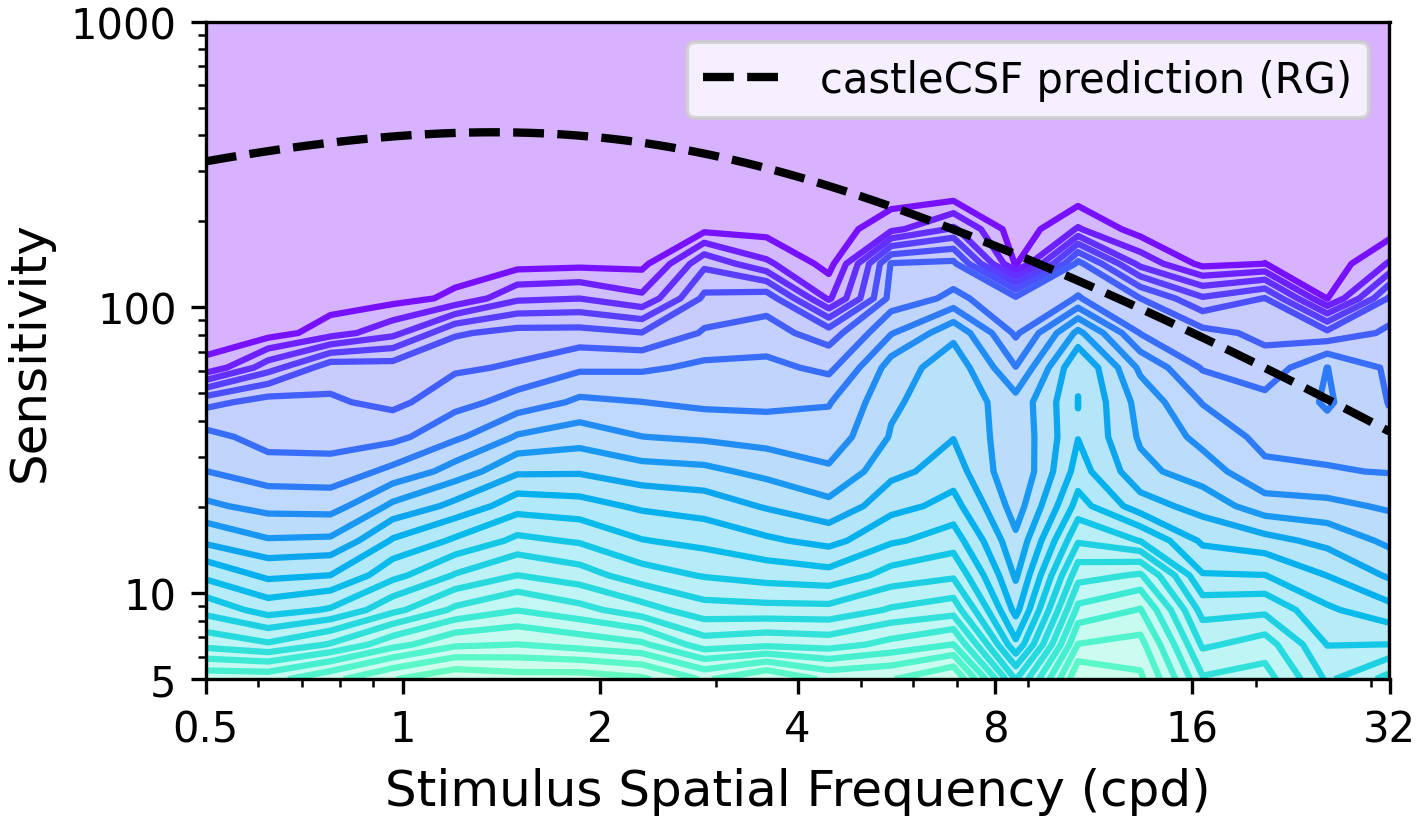 1000
100
10
5
Sensitivity
castleCSF prediction (RG)
0.5 1 2 4 8 16 32
Stimulus Spatial Frequency (cpd)